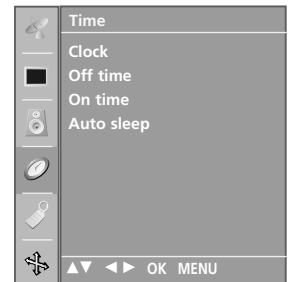 Time
Clock
Off time
On time
Auto sleep
▲▼ ◄► OK MENU